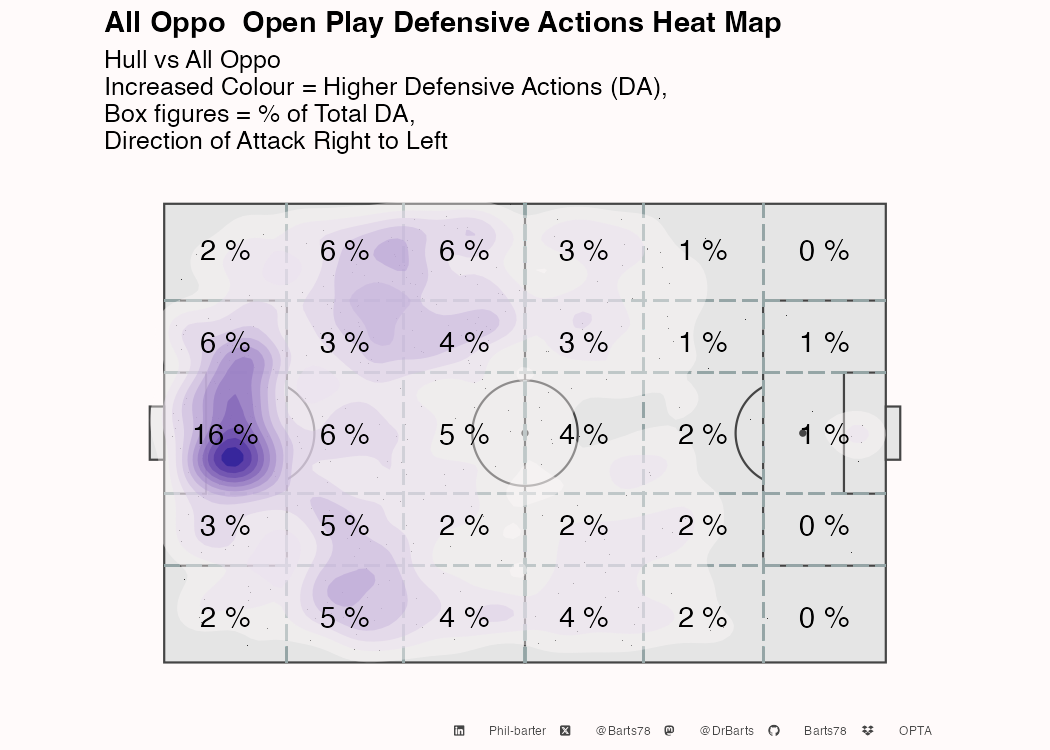 All Oppo  Open Play Defensive Actions Heat Map
Hull vs All Oppo
Increased Colour = Higher Defensive Actions (DA),
Box figures = % of Total DA,
Direction of Attack Right to Left
2 % 6 % 6 % 3 % 1 % 0 %
6 % 3 % 4 % 3 % 1 % 1 %
16 % 6 % 5 % 4 % 2 % 1 %
3 % 5 % 2 % 2 % 2 % 0 %
2 % 5 % 4 % 4 % 2 % 0 %
Phil-barter @Barts78 @DrBarts Barts78 OPTA